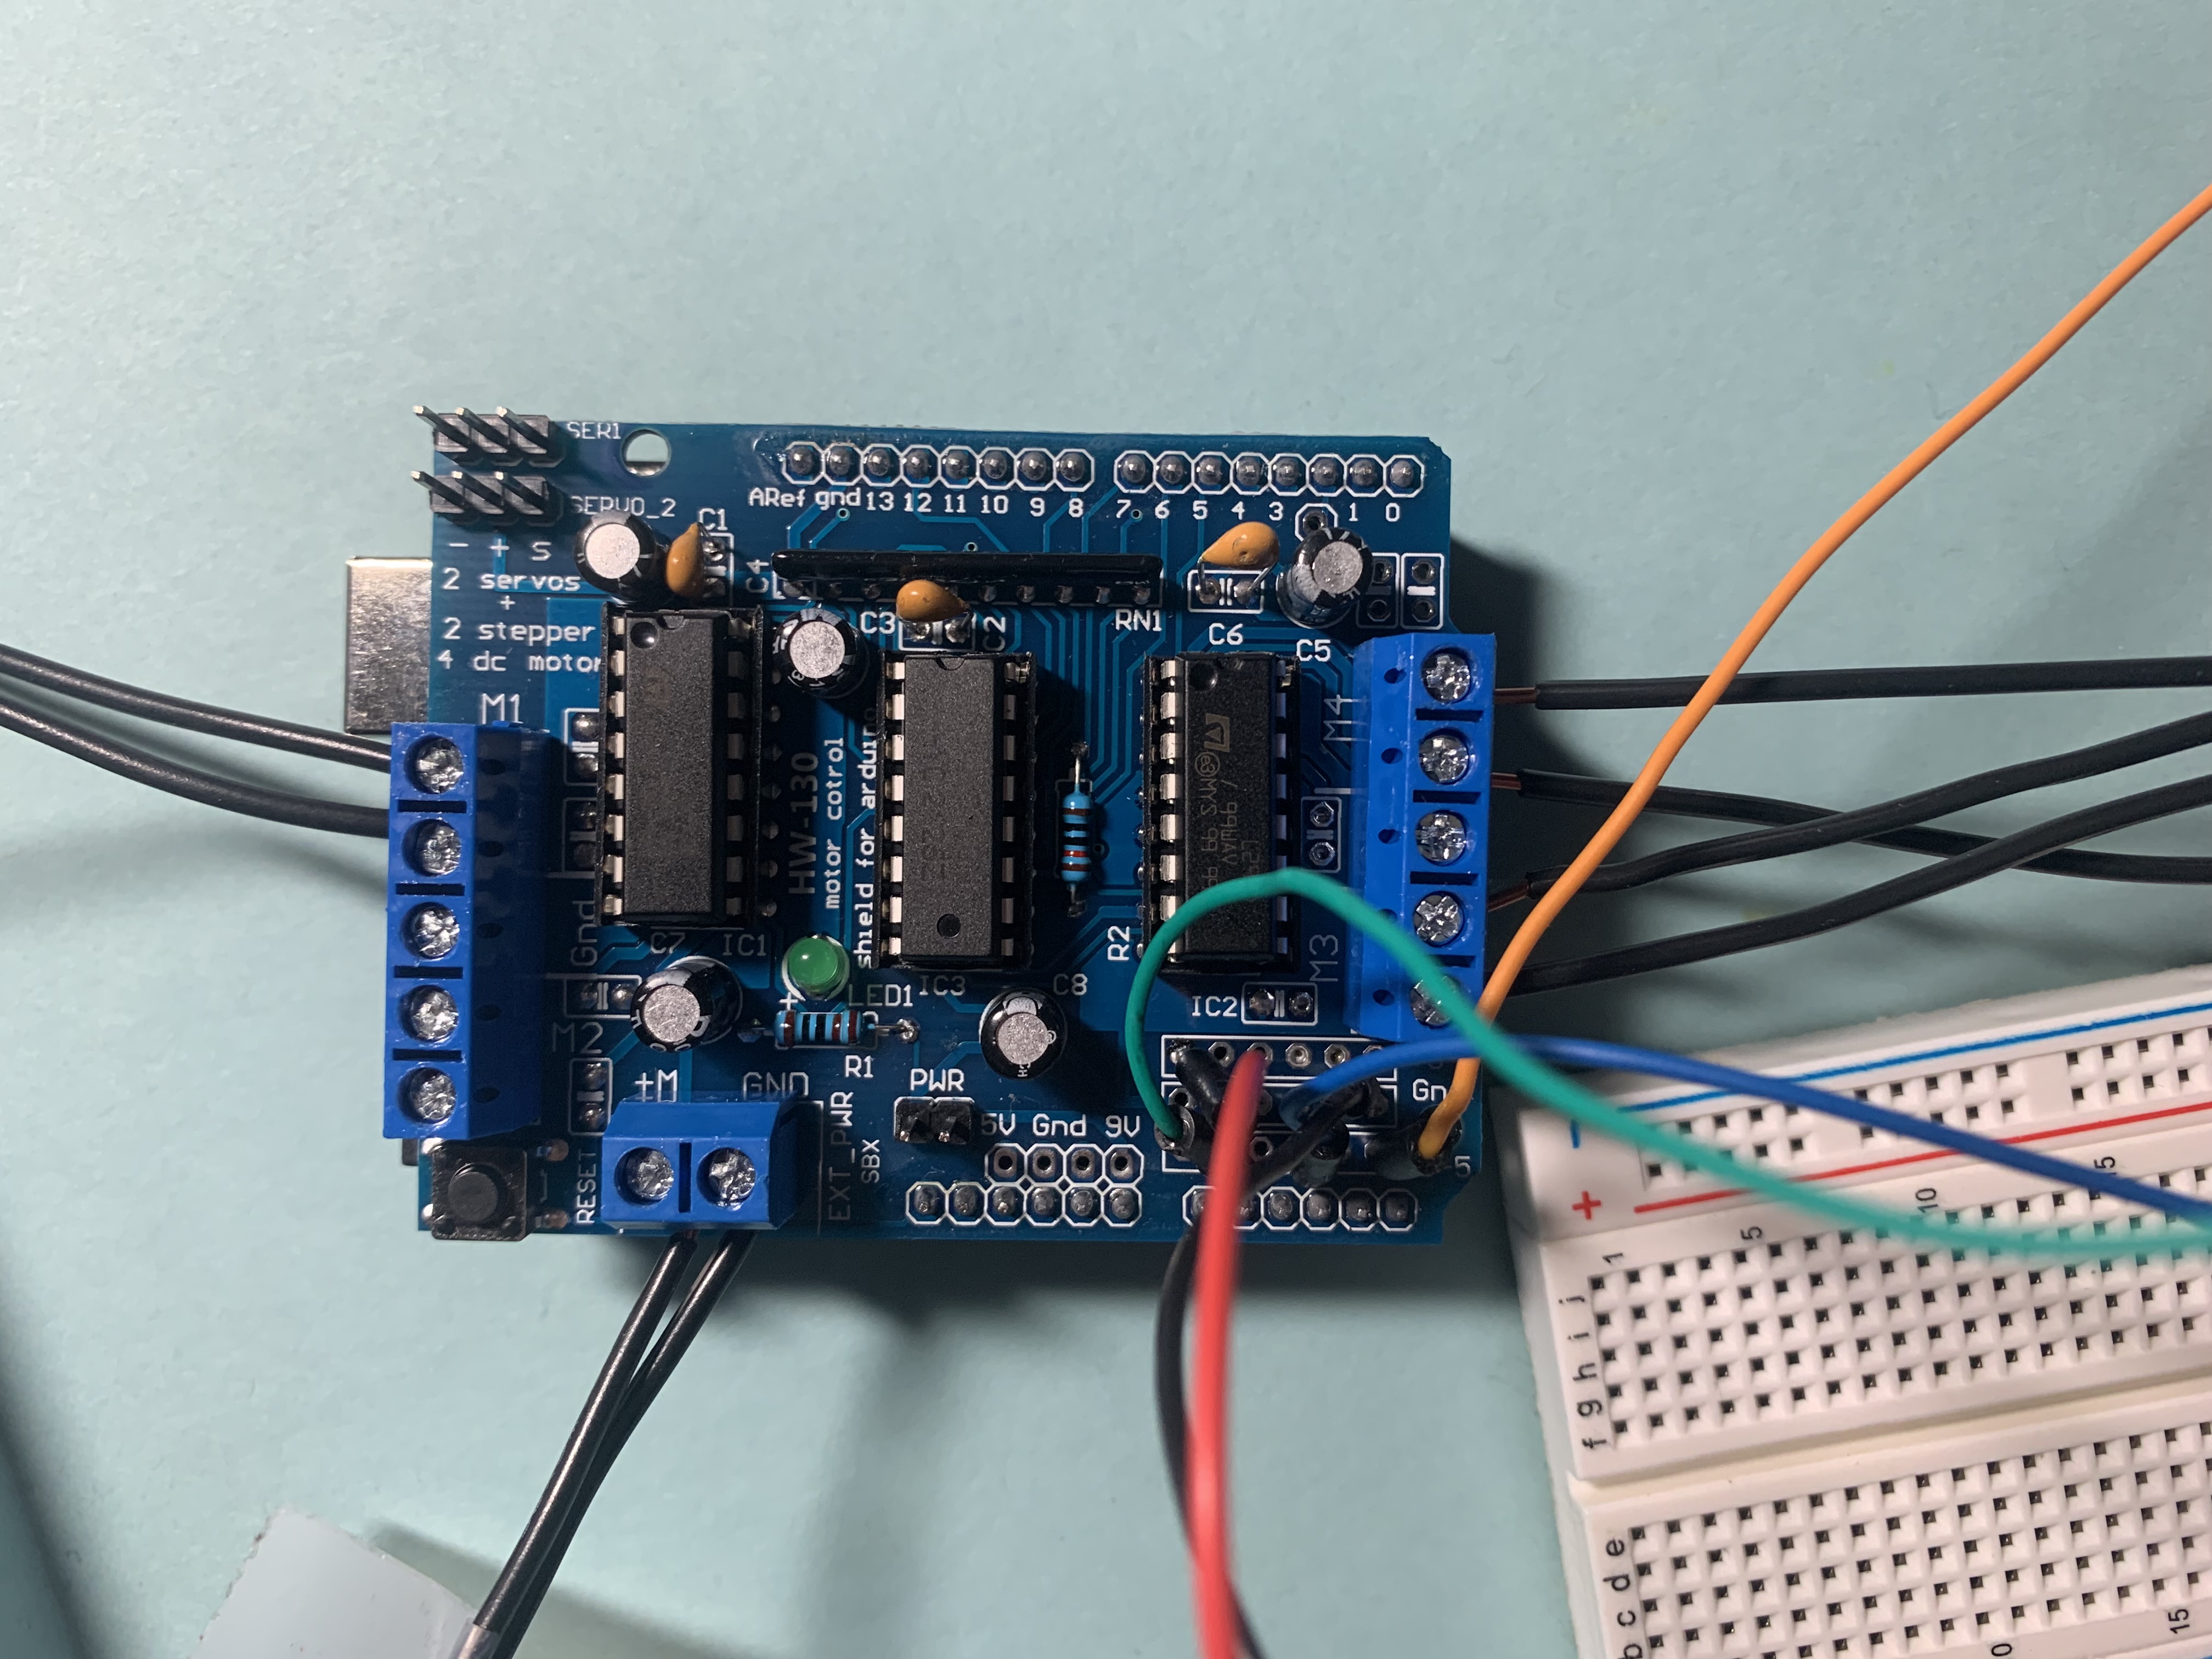 SER1
SERVO_2
- + S
2 servos
+
2 stepper
4 dc motor
M1
ARef gnd 13 12 11 10 9 8
7 6 5 4 3 1 0
C1
C4
C3
C2
RN1
C6
C5
HW-130
motor cotrol
shield for arduino
M4
M3
Gnd
M2
C7
IC1
LED1
IC3
C8
R2
IC2
R1
+
+M
GND
EXT_PWR
SBX
PWR
5V Gnd 9V
RESET
Gn
5
-
+
1 5 10 15
j
i
h
g
f
e
d
c
b
15